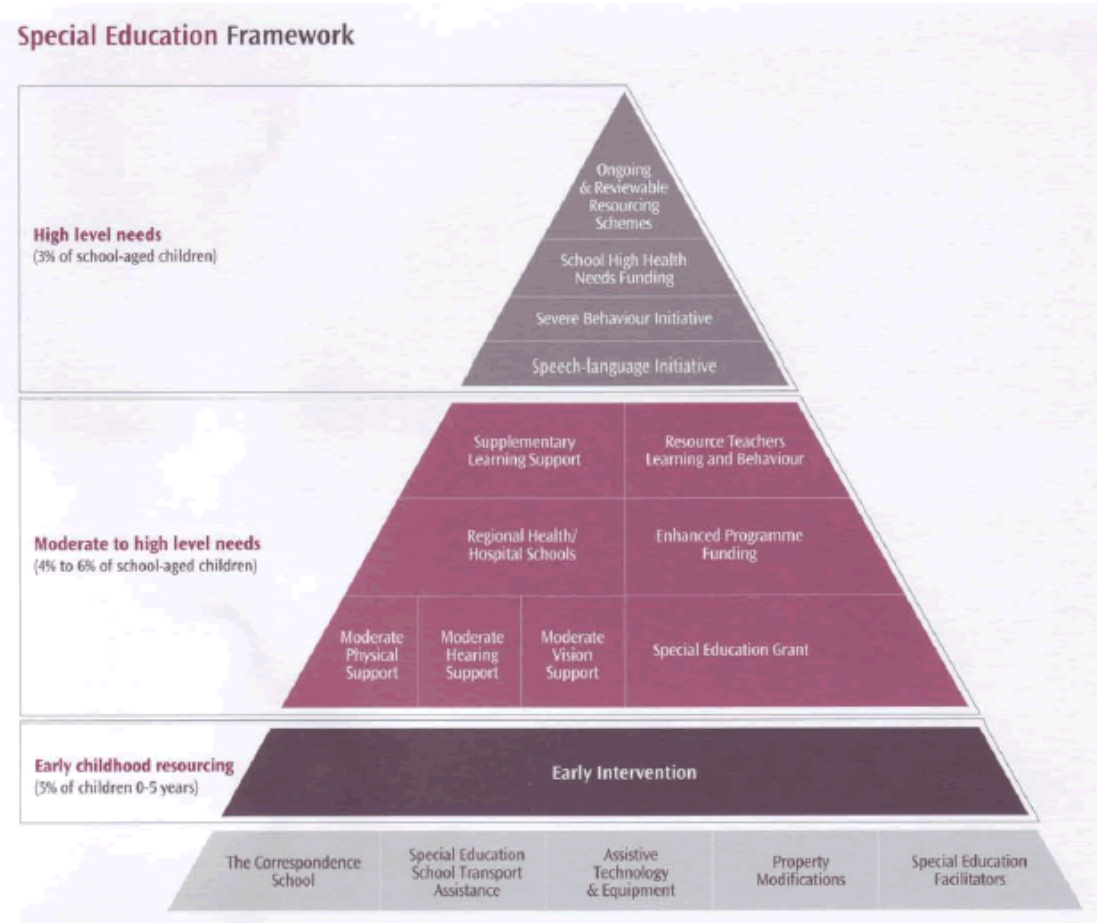 Special Education Framework
High level needs
(3% of school-aged children)
Ongoing
& Reviewable
Resourcing
Schemes
School High Health
Needs Funding
Severe Behaviour Initiative
Speech-language Initiative
Moderate to high level needs
(4% to 6% of school-aged children)
Supplementary
Learning Support
Resource Teachers
Learning and Behaviour
Regional Health/
Hospital Schools
Enhanced Programme
Funding
Moderate
Physical
Support
Moderate
Hearing
Support
Moderate
Vision
Support
Special Education Grant
Early childhood resourcing
(5% of children 0-5 years)
Early Intervention
The Correspondence
School
Special Education
School Transport
Assistance
Assistive
Technology
& Equipment
Property
Modifications
Special Education
Facilitators